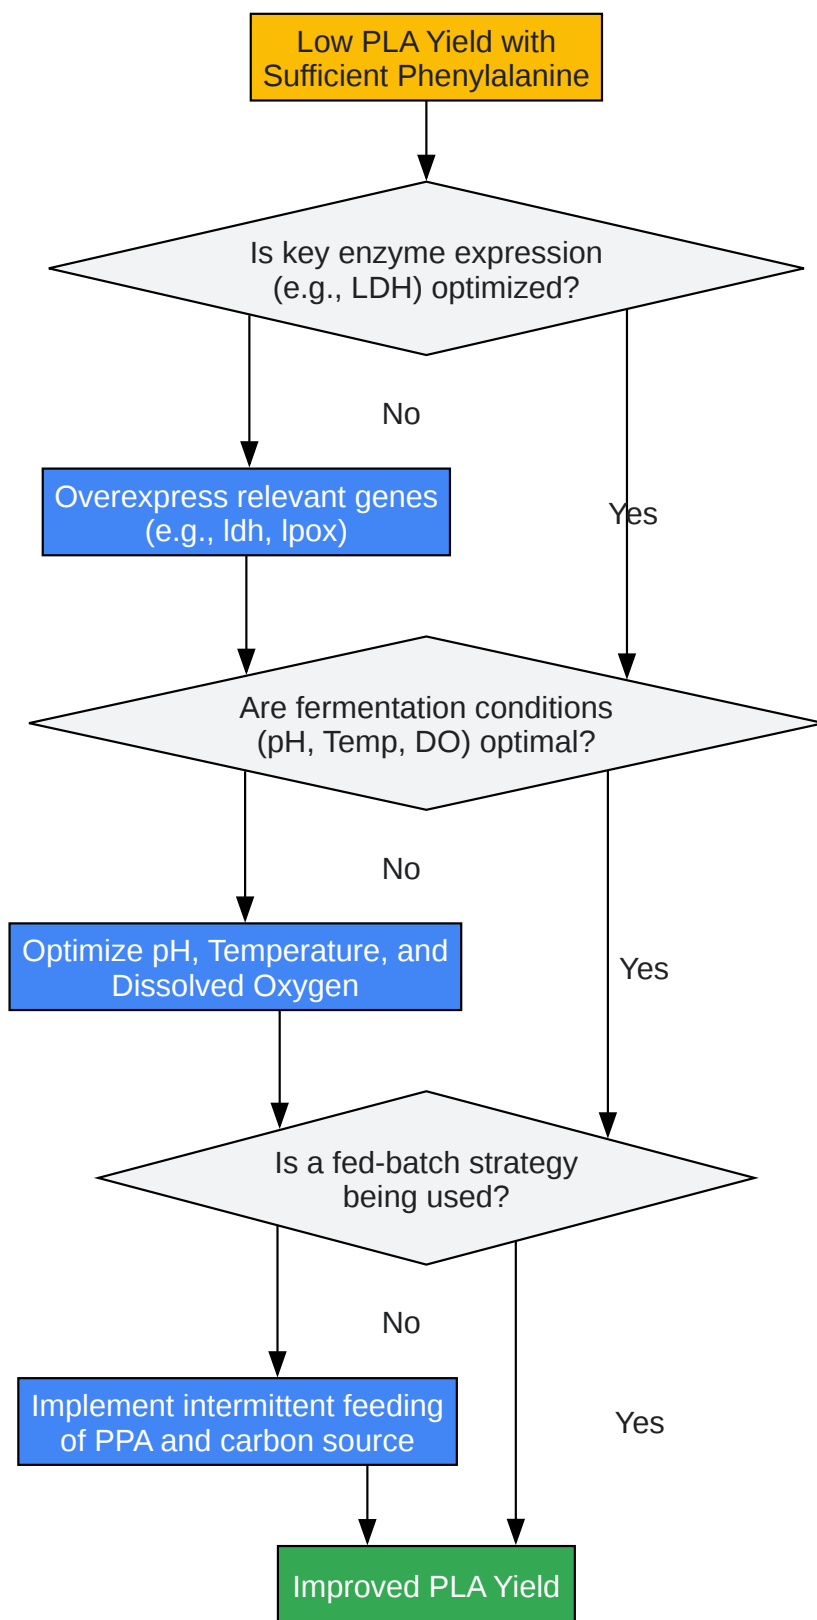 Low PLA Yield with
Sufficient Phenylalanine
Is key enzyme expression
(e.g., LDH) optimized?
No
Overexpress relevant genes
(e.g., ldh, lpox)
Yes
Are fermentation conditions
(pH, Temp, DO) optimal?
No
Optimize pH, Temperature, and
Dissolved Oxygen
Yes
Is a fed-batch strategy
being used?
No
Implement intermittent feeding
of PPA and carbon source
Yes
Improved PLA Yield